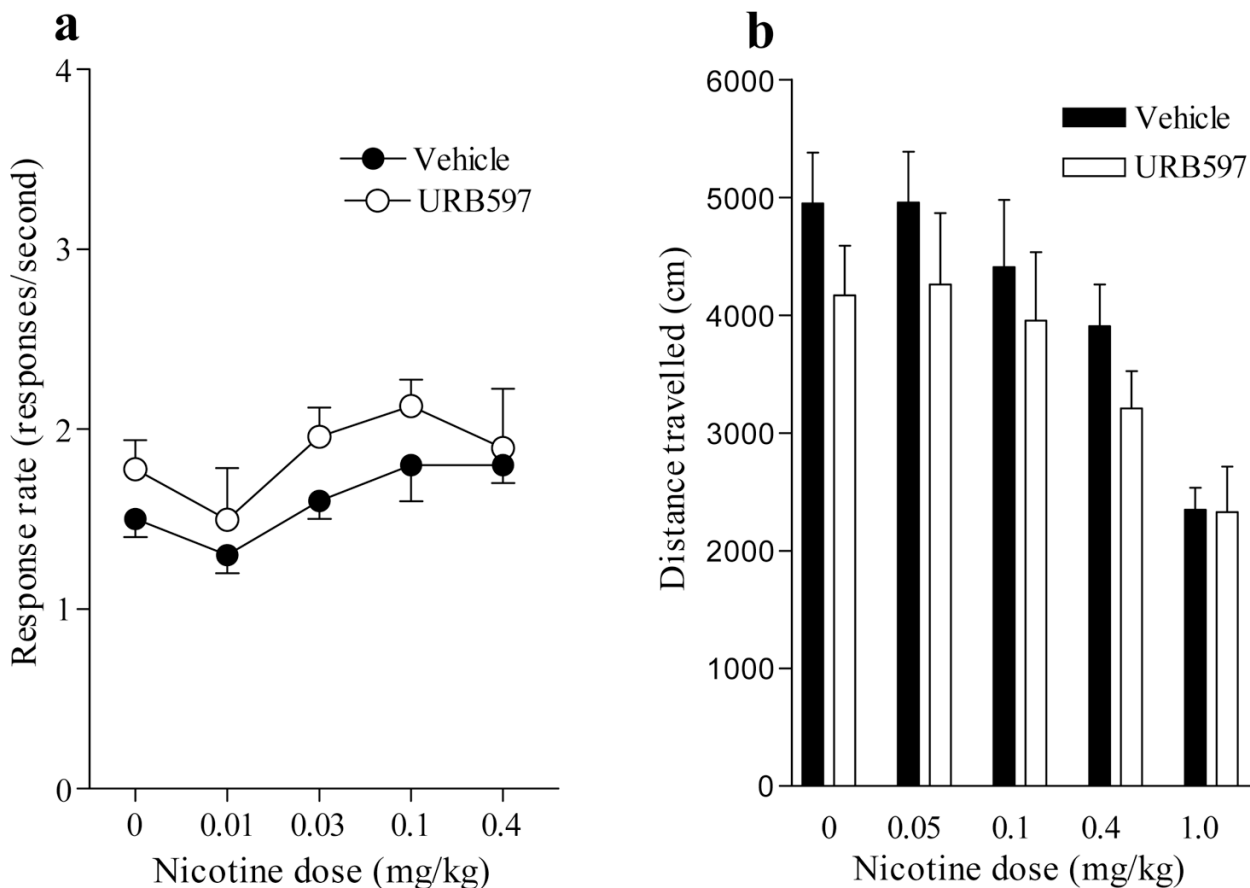 a
Response rate (responses/second)
4
3
2
1
0
Vehicle
URB597
0 0.01 0.03 0.1 0.4
Nicotine dose (mg/kg)
b
Distance travelled (cm)
6000
5000
4000
3000
2000
1000
0
Vehicle
URB597
0 0.05 0.1 0.4 1.0
Nicotine dose (mg/kg)